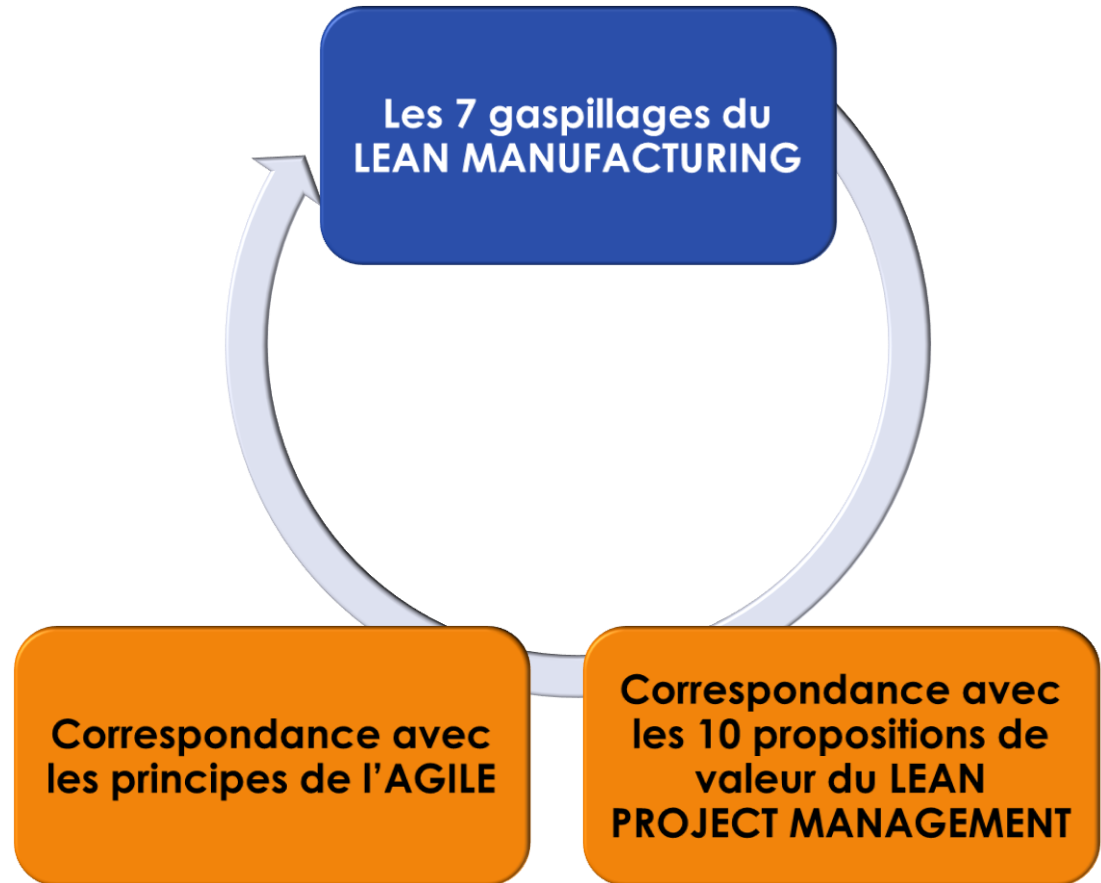 Les 7 gaspillages du
LEAN MANUFACTURING
Correspondance avec
les principes de l’AGILE
Correspondance avec
les 10 propositions de
valeur du LEAN
PROJECT MANAGEMENT